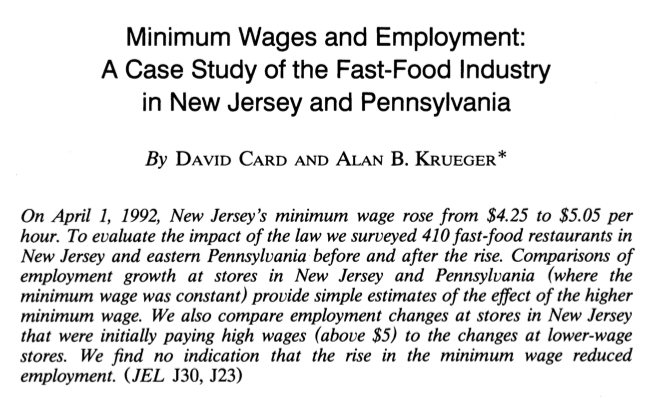 Minimum Wages and Employment:
A Case Study of the Fast-Food Industry
in New Jersey and Pennsylvania
By DAVID CARD AND ALAN B. KRUEGER*
On April 1, 1992, New Jersey's minimum wage rose from $4.25 to $5.05 per
hour. To evaluate the impact of the law we surveyed 410 fast-food restaurants in
New Jersey and eastern Pennsylvania before and after the rise. Comparisons of
employment growth at stores in New Jersey and Pennsylvania (where the
minimum wage was constant) provide simple estimates of the effect of the higher
minimum wage. We also compare employment changes at stores in New Jersey
that were initially paying high wages (above $5) to the changes at lower-wage
stores. We find no indication that the rise in the minimum wage reduced
employment. (JEL J30, J23)